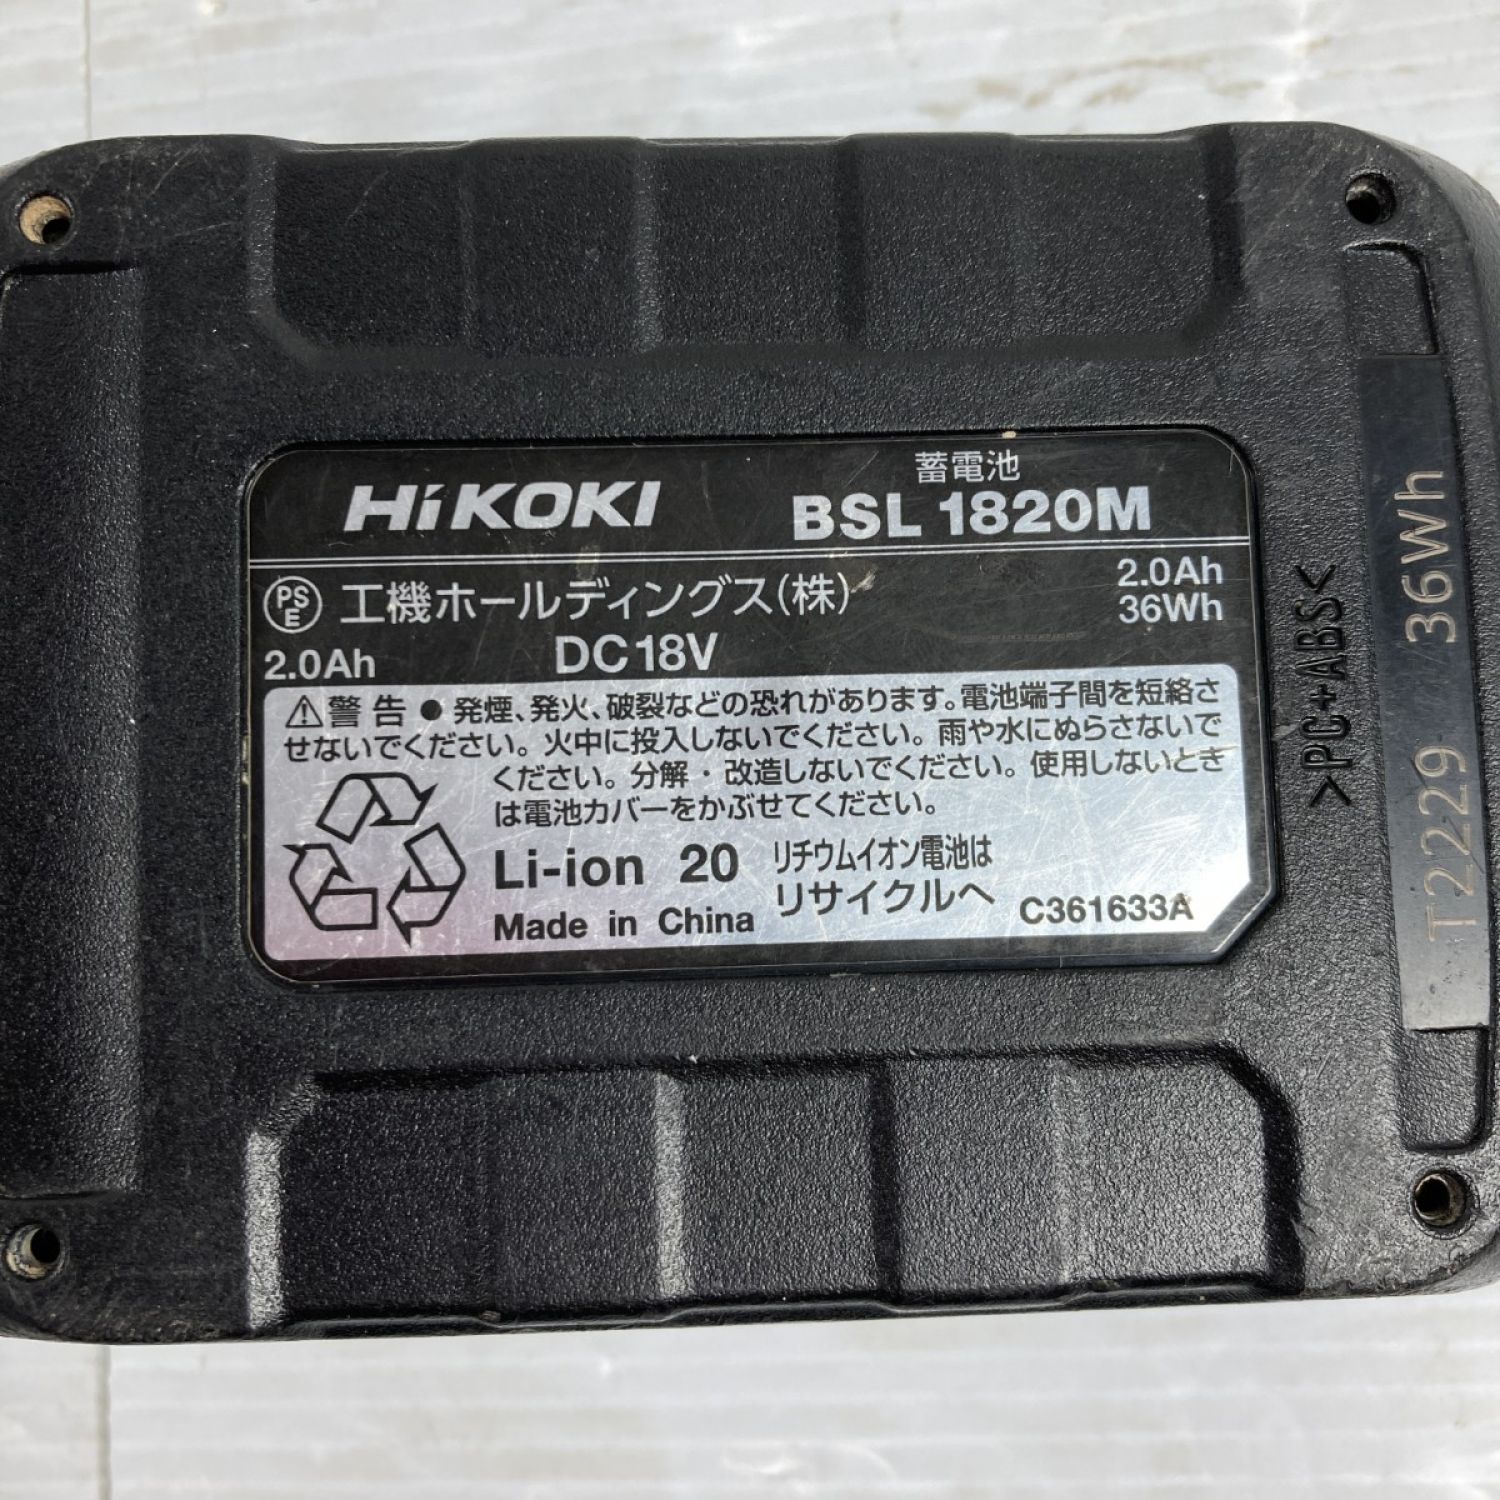 HiKOKI
蓄電池
BSL 1820M
PSE
工機ホールディングス(株)
2.0Ah
36Wh
2.0Ah
DC18V
⚠警告 ● 発煙、発火、破裂などの恐れがあります。電池端子間を短絡さ
せないでください。火中に投入しないでください。雨や水にぬらさないで
ください。分解・改造しないでください。使用しないとき
は電池カバーをかぶせてください。
Li-ion 20
リチウムイオン電池は
リサイクルへ
Made in China
C361633A
>PC+ABS<
T2229 36Wh